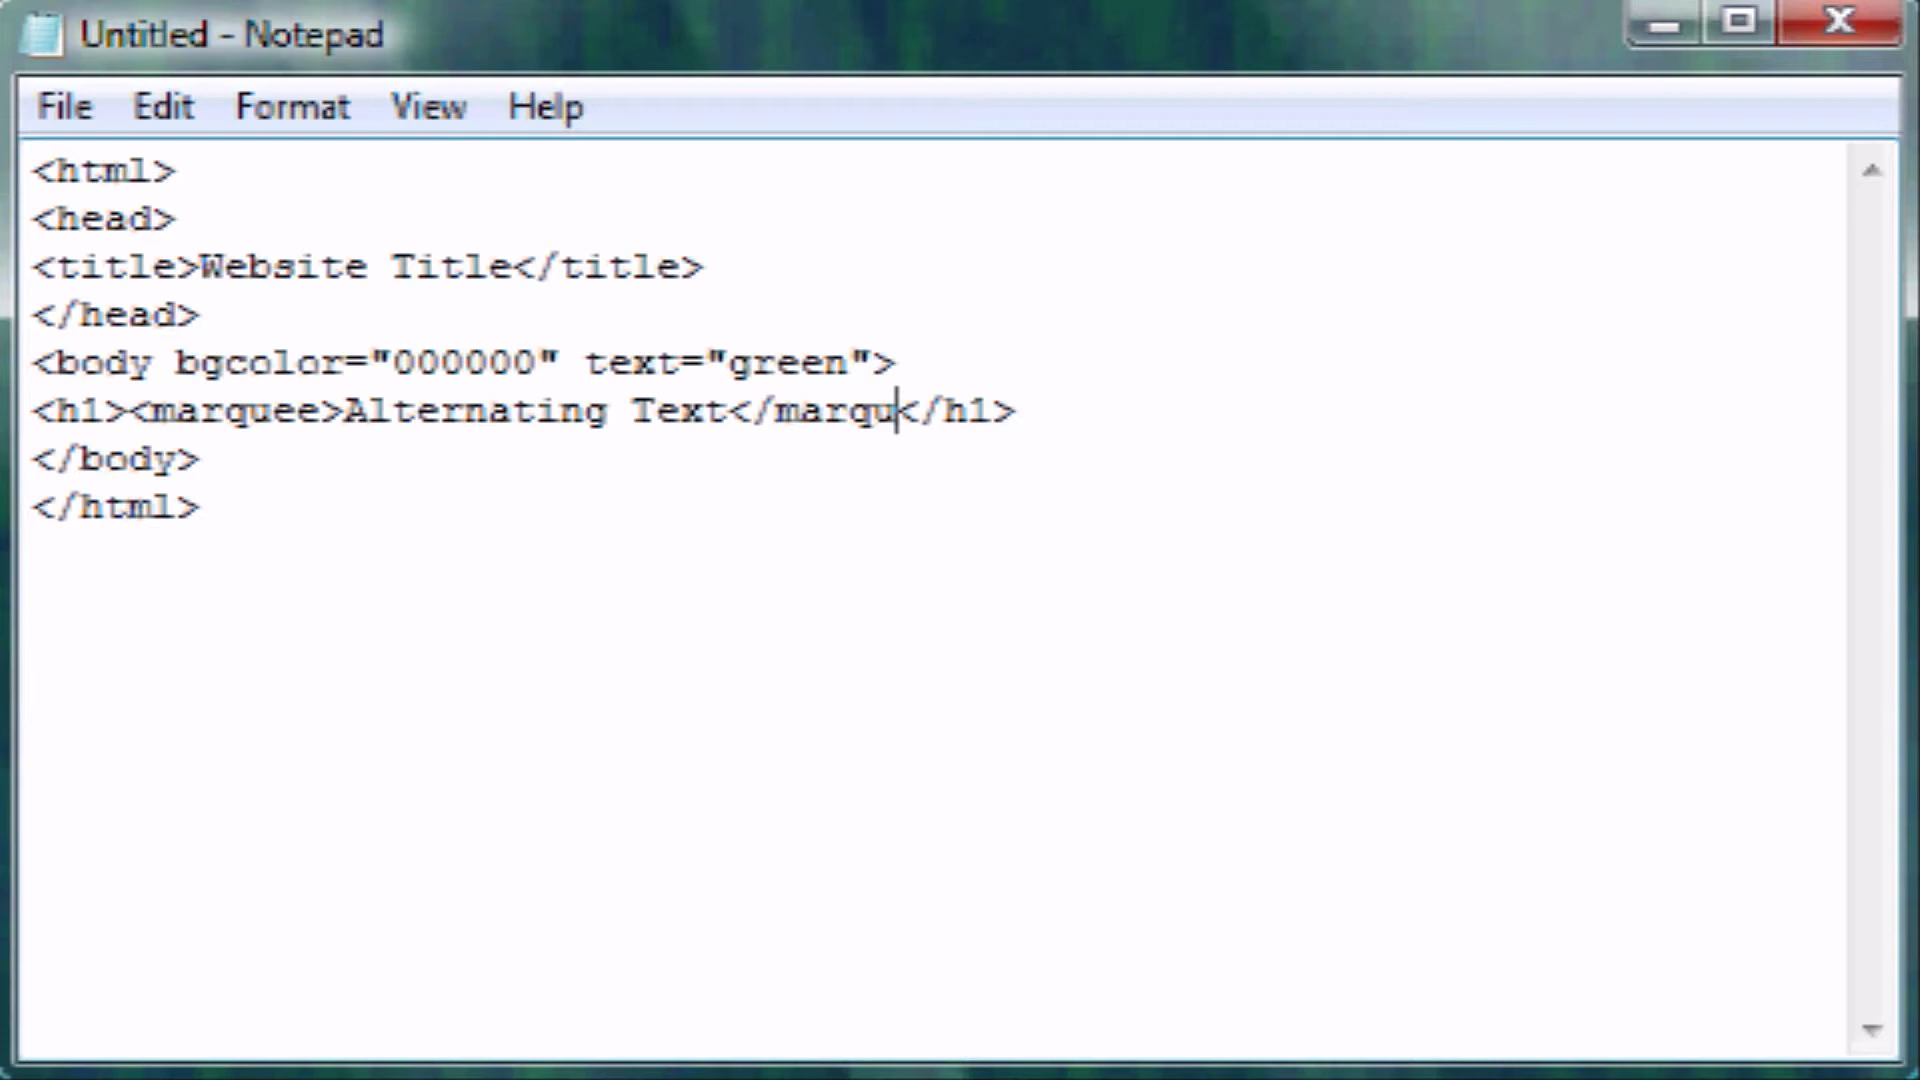 Untitled - Notepad
File Edit Format View Help
<html>
<head>
<title>Website Title</title>
</head>
<body bgcolor="000000" text="green">
<h1><marquee>Alternating Text</marqu</h1>
</body>
</html>